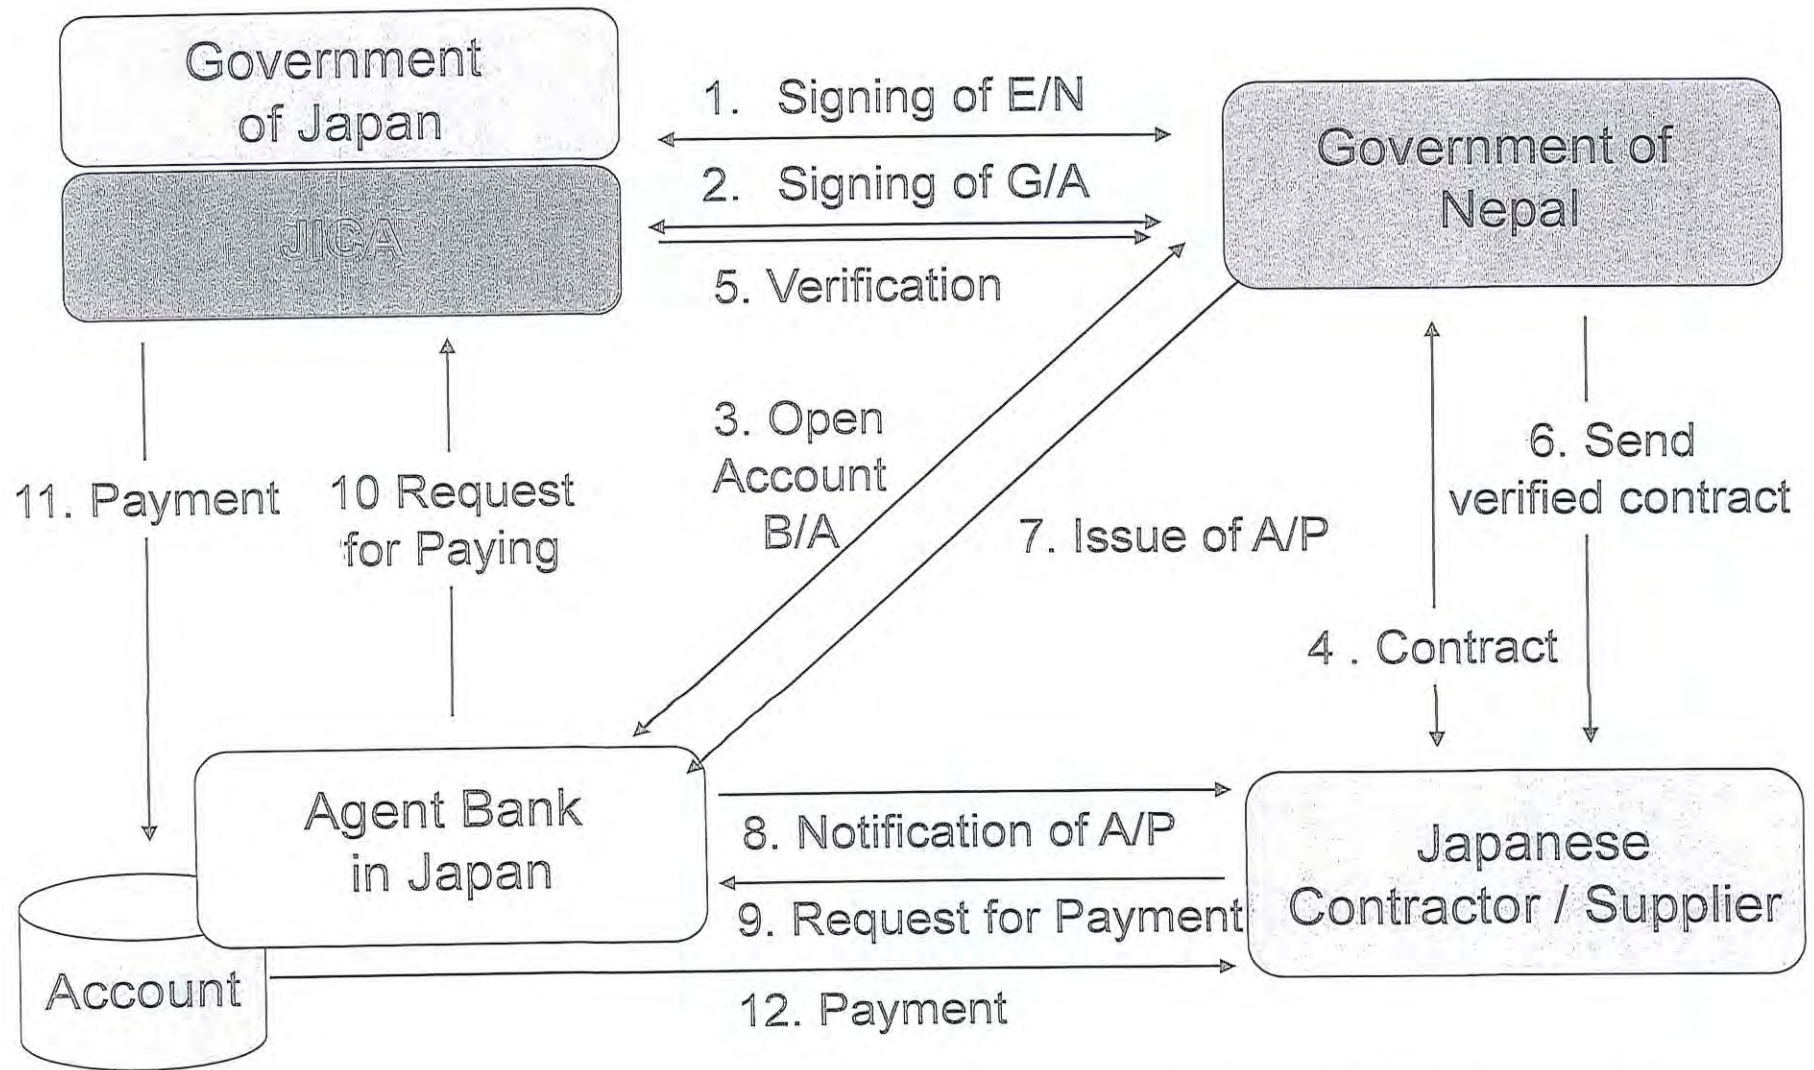 Government
of Japan
JICA
1. Signing of E/N
2. Signing of G/A
5. Verification
Government of
Nepal
11. Payment
10 Request
for Paying
3. Open
Account
B/A
7. Issue of A/P
4 . Contract
6. Send
verified contract
Agent Bank
in Japan
Account
8. Notification of A/P
9. Request for Payment
12. Payment
Japanese
Contractor / Supplier